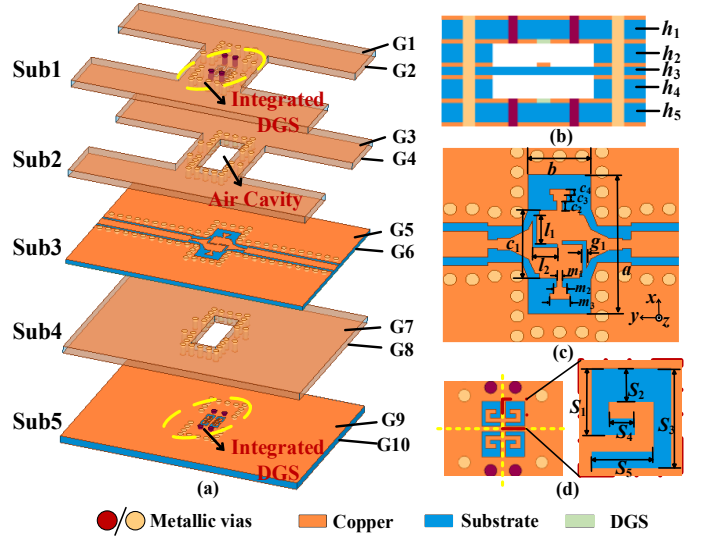 Sub1
G1
G2
Integrated
DGS
Sub2
G3
G4
Air Cavity
Sub3
G5
G6
Sub4
G7
G8
Sub5
G9
G10
Integrated
DGS
(a)
h1
h2
h3
h4
h5
(b)
b
c4
c3
c2
c1
l1
g1
a
l2
m1
m2
m3
x
y
z
(c)
S1
S2
S3
S4
S5
(d)
Metallic vias
Copper
Substrate
DGS